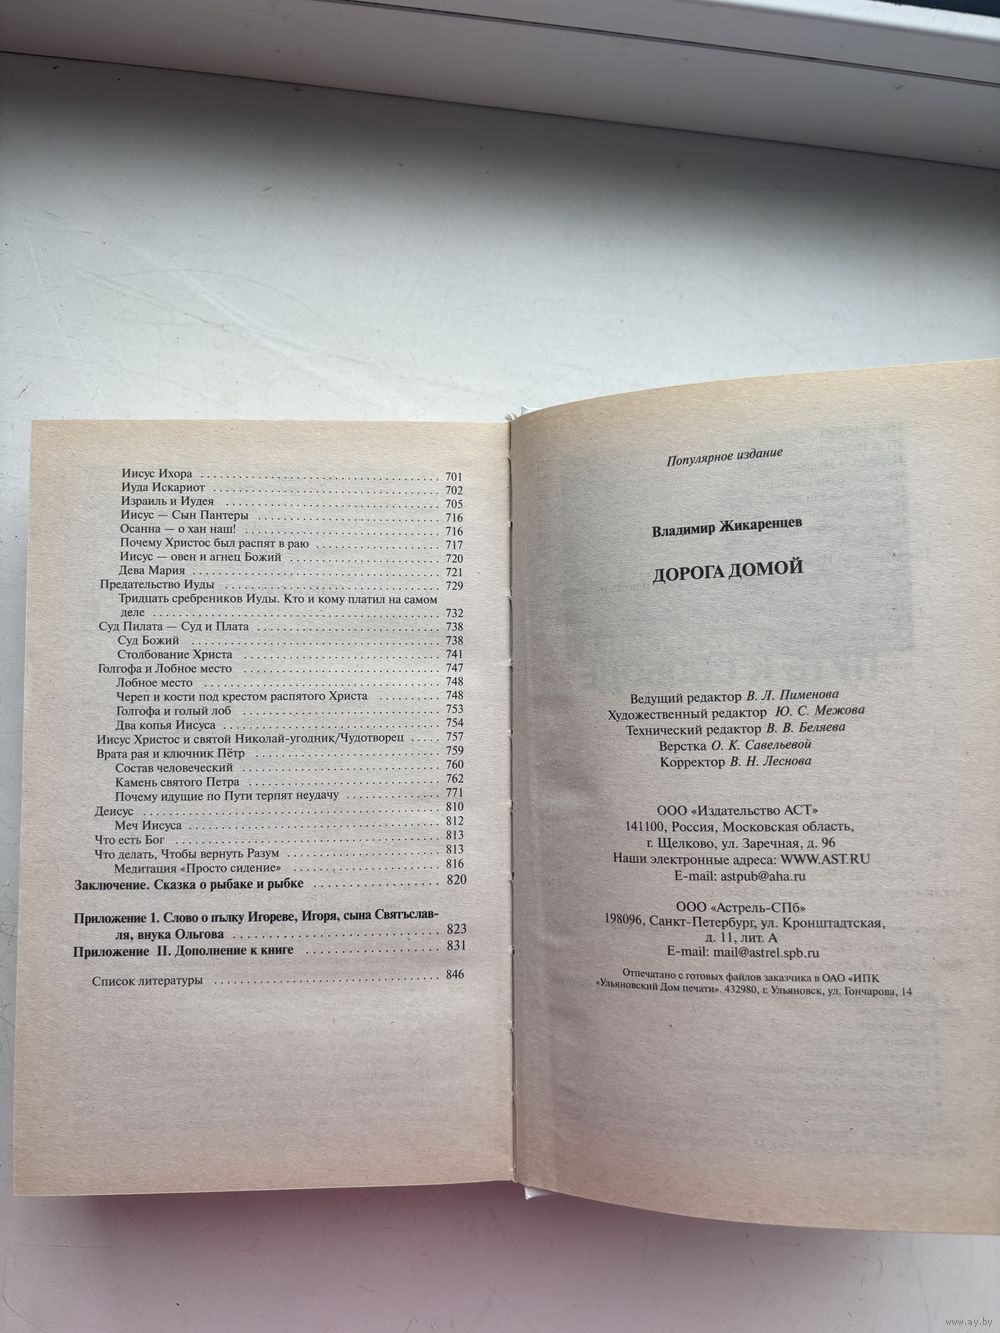 Иисус Ихора 701
Иуда Искариот 702
Израиль и Иудея 705
Иисус — Сын Пантеры 716
Осанна — о хан наш! 716
Почему Христос был распят в раю 717
Иисус — овен и агнец Божий 720
Дева Мария 721
Предательство Иуды 729
Тридцать сребреников Иуды. Кто и кому платил на самом
деле 732
Суд Пилата — Суд и Плата 738
Суд Божий 738
Столбование Христа 741
Голгофа и Лобное место 747
Лобное место 748
Череп и кости под крестом распятого Христа 748
Голгофа и голый лоб 753
Два копья Иисуса 754
Иисус Христос и святой Николай-угодник/Чудотворец 757
Врата рая и ключник Пётр 759
Состав человеческий 760
Камень святого Петра 762
Почему идущие по Пути терпят неудачу 771
Деисус 810
Меч Иисуса 812
Что есть Бог 813
Что делать, Чтобы вернуть Разум 813
Медитация «Просто сидение» 816
Заключение. Сказка о рыбаке и рыбке 820
Приложение 1. Слово о пълку Игореве, Игоря, сына Святъслав-
ля, внука Ольгова 823
Приложение II. Дополнение к книге 831
Список литературы 846
Популярное издание
Владимир Жикаренцев
ДОРОГА ДОМОЙ
Ведущий редактор В. Л. Пименова
Художественный редактор Ю. С. Межова
Технический редактор В. В. Беляева
Верстка О. К. Савельевой
Корректор В. Н. Леснова
ООО «Издательство АСТ»
141100, Россия, Московская область,
г. Щелково, ул. Заречная, д. 96
Наши электронные адреса: WWW.AST.RU
E-mail: astpub@aha.ru
ООО «Астрель-СПб»
198096, Санкт-Петербург, ул. Кронштадтская,
д. 11, лит. А
E-mail: mail@astrel.spb.ru
Отпечатано с готовых файлов заказчика в ОАО «ИПК
«Ульяновский Дом печати». 432980, г. Ульяновск, ул. Гончарова, 14
www.ay.by